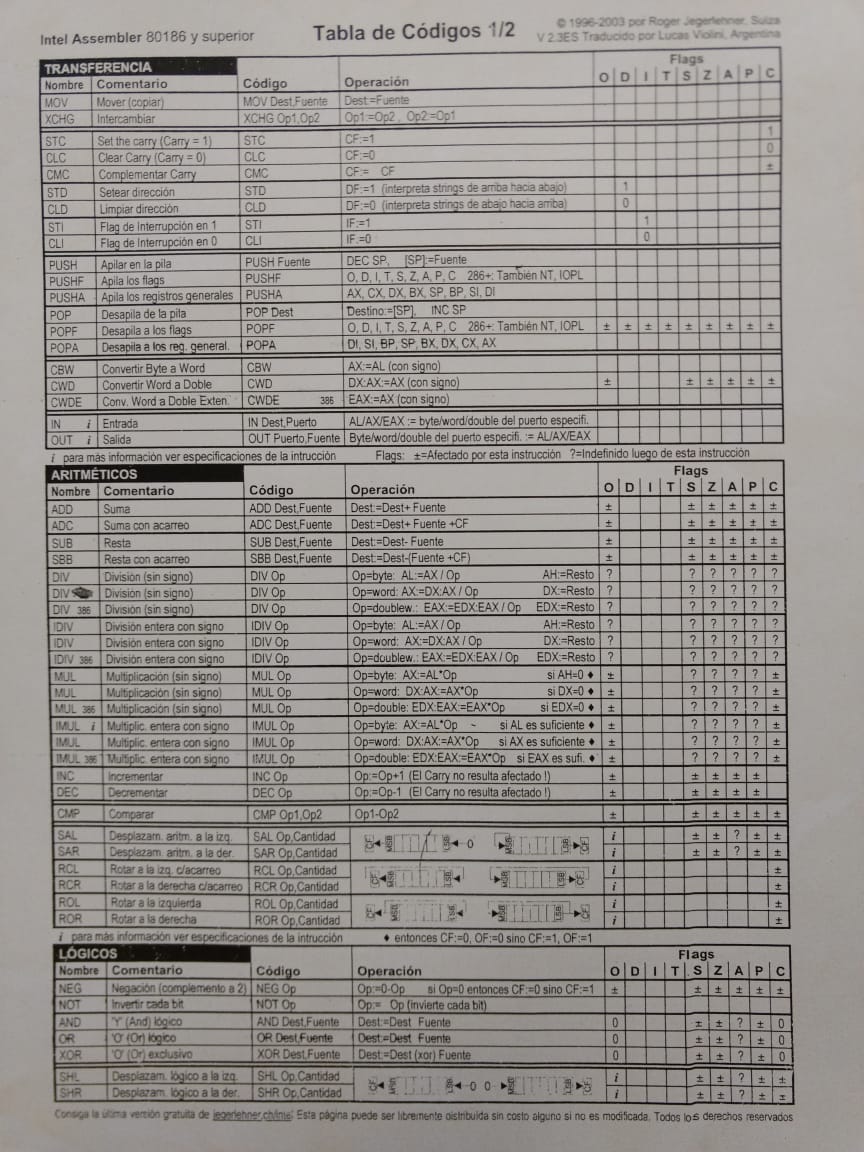 Intel Assembler 80186 y superior Tabla de Códigos 1/2 © 1996-2003 por Roger Jegerlehner, Suiza
V 2.3ES Traducido por Lucas Violini, Argentina
TRANSFERENCIA Flags
Nombre Comentario Código Operación O D I T S Z A P C
MOV Mover (copiar) MOV Dest,Fuente Dest:=Fuente
XCHG Intercambiar XCHG Op1,Op2 Op1:=Op2 , Op2:=Op1
STC Set the carry (Carry = 1) STC CF:=1 1
CLC Clear Carry (Carry = 0) CLC CF:=0 0
CMC Complementar Carry CMC CF:= CF ±
STD Setear dirección STD DF:=1 (interpreta strings de arriba hacia abajo) 1
CLD Limpiar dirección CLD DF:=0 (interpreta strings de abajo hacia arriba) 0
STI Flag de Interrupción en 1 STI IF:=1 1
CLI Flag de Interrupción en 0 CLI IF:=0 0
PUSH Apilar en la pila PUSH Fuente DEC SP, [SP]:=Fuente
PUSHF Apila los flags PUSHF O, D, I, T, S, Z, A, P, C 286+: También NT, IOPL
PUSHA Apila los registros generales PUSHA AX, CX, DX, BX, SP, BP, SI, DI
POP Desapila de la pila POP Dest Destino:=[SP], INC SP
POPF Desapila a los flags POPF O, D, I, T, S, Z, A, P, C 286+: También NT, IOPL ± ± ± ± ± ± ± ± ±
POPA Desapila a los reg. general. POPA DI, SI, BP, SP, BX, DX, CX, AX
CBW Convertir Byte a Word CBW AX:=AL (con signo)
CWD Convertir Word a Doble CWD DX:AX:=AX (con signo) ± ± ± ± ± ±
CWDE Conv. Word a Doble Exten. CWDE 386 EAX:=AX (con signo)
IN i Entrada IN Dest,Puerto AL/AX/EAX := byte/word/double del puerto especifi.
OUT i Salida OUT Puerto,Fuente Byte/word/double del puerto especifi. := AL/AX/EAX
i para más información ver especificaciones de la intrucción Flags: ±=Afectado por esta instrucción ?=Indefinido luego de esta instrucción
ARITMÉTICOS Flags
Nombre Comentario Código Operación O D I T S Z A P C
ADD Suma ADD Dest,Fuente Dest:=Dest+ Fuente ± ± ± ± ± ±
ADC Suma con acarreo ADC Dest,Fuente Dest:=Dest+ Fuente +CF ± ± ± ± ± ±
SUB Resta SUB Dest,Fuente Dest:=Dest- Fuente ± ± ± ± ± ±
SBB Resta con acarreo SBB Dest,Fuente Dest:=Dest-(Fuente +CF) ± ± ± ± ± ±
DIV División (sin signo) DIV Op Op=byte: AL:=AX / Op AH:=Resto ? ? ? ? ? ?
DIV División (sin signo) DIV Op Op=word: AX:=DX:AX / Op DX:=Resto ? ? ? ? ? ?
DIV 386 División (sin signo) DIV Op Op=doublew.: EAX:=EDX:EAX / Op EDX:=Resto ? ? ? ? ? ?
IDIV División entera con signo IDIV Op Op=byte: AL:=AX / Op AH:=Resto ? ? ? ? ? ?
IDIV División entera con signo IDIV Op Op=word: AX:=DX:AX / Op DX:=Resto ? ? ? ? ? ?
IDIV 386 División entera con signo IDIV Op Op=doublew.: EAX:=EDX:EAX / Op EDX:=Resto ? ? ? ? ? ?
MUL Multiplicación (sin signo) MUL Op Op=byte: AX:=AL*Op si AH=0 ♦ ± ? ? ? ? ±
MUL Multiplicación (sin signo) MUL Op Op=word: DX:AX:=AX*Op si DX=0 ♦ ± ? ? ? ? ±
MUL 386 Multiplicación (sin signo) MUL Op Op=double: EDX:EAX:=EAX*Op si EDX=0 ♦ ± ? ? ? ? ±
IMUL i Multiplic. entera con signo IMUL Op Op=byte: AX:=AL*Op ~ si AL es suficiente ♦ ± ? ? ? ? ±
IMUL Multiplic. entera con signo IMUL Op Op=word: DX:AX:=AX*Op si AX es suficiente ♦ ± ? ? ? ? ±
IMUL 386 Multiplic. entera con signo IMUL Op Op=double: EDX:EAX:=EAX*Op si EAX es sufi. ♦ ± ? ? ? ? ±
INC Incrementar INC Op Op:=Op+1 (El Carry no resulta afectado !) ± ± ± ± ±
DEC Decrementar DEC Op Op:=Op-1 (El Carry no resulta afectado !) ± ± ± ± ±
CMP Comparar CMP Op1,Op2 Op1-Op2 ± ± ± ± ± ±
SAL Desplazam. aritm. a la izq. SAL Op,Cantidad CF MSB LSB 0 MSB LSB CF i ± ± ? ± ±
SAR Desplazam. aritm. a la der. SAR Op,Cantidad i ± ± ? ± ±
RCL Rotar a la izq. c/acarreo RCL Op,Cantidad CF MSB LSB MSB LSB CF i ±
RCR Rotar a la derecha c/acarreo RCR Op,Cantidad i ±
ROL Rotar a la izquierda ROL Op,Cantidad CF MSB LSB MSB LSB CF i ±
ROR Rotar a la derecha ROR Op,Cantidad i ±
i para más información ver especificaciones de la intrucción ♦ entonces CF:=0, OF:=0 sino CF:=1, OF:=1
LÓGICOS Flags
Nombre Comentario Código Operación O D I T S Z A P C
NEG Negación (complemento a 2) NEG Op Op:=0-Op si Op=0 entonces CF:=0 sino CF:=1 ± ± ± ± ± ±
NOT Invertir cada bit NOT Op Op:= Op (invierte cada bit)
AND 'Y' (And) lógico AND Dest,Fuente Dest:=Dest Fuente 0 ± ± ? ± 0
OR 'O' (Or) lógico OR Dest,Fuente Dest:=Dest Fuente 0 ± ± ? ± 0
XOR 'O' (Or) exclusivo XOR Dest,Fuente Dest:=Dest (xor) Fuente 0 ± ± ? ± 0
SHL Desplazam. lógico a la izq. SHL Op,Cantidad CF MSB LSB 0 0 MSB LSB CF i ± ± ? ± ±
SHR Desplazam. lógico a la der. SHR Op,Cantidad i ± ± ? ± ±
Consiga la última versión gratuita de jegerlehner.ch/intel Esta página puede ser libremente distribuida sin costo alguno si no es modificada. Todos los derechos reservados